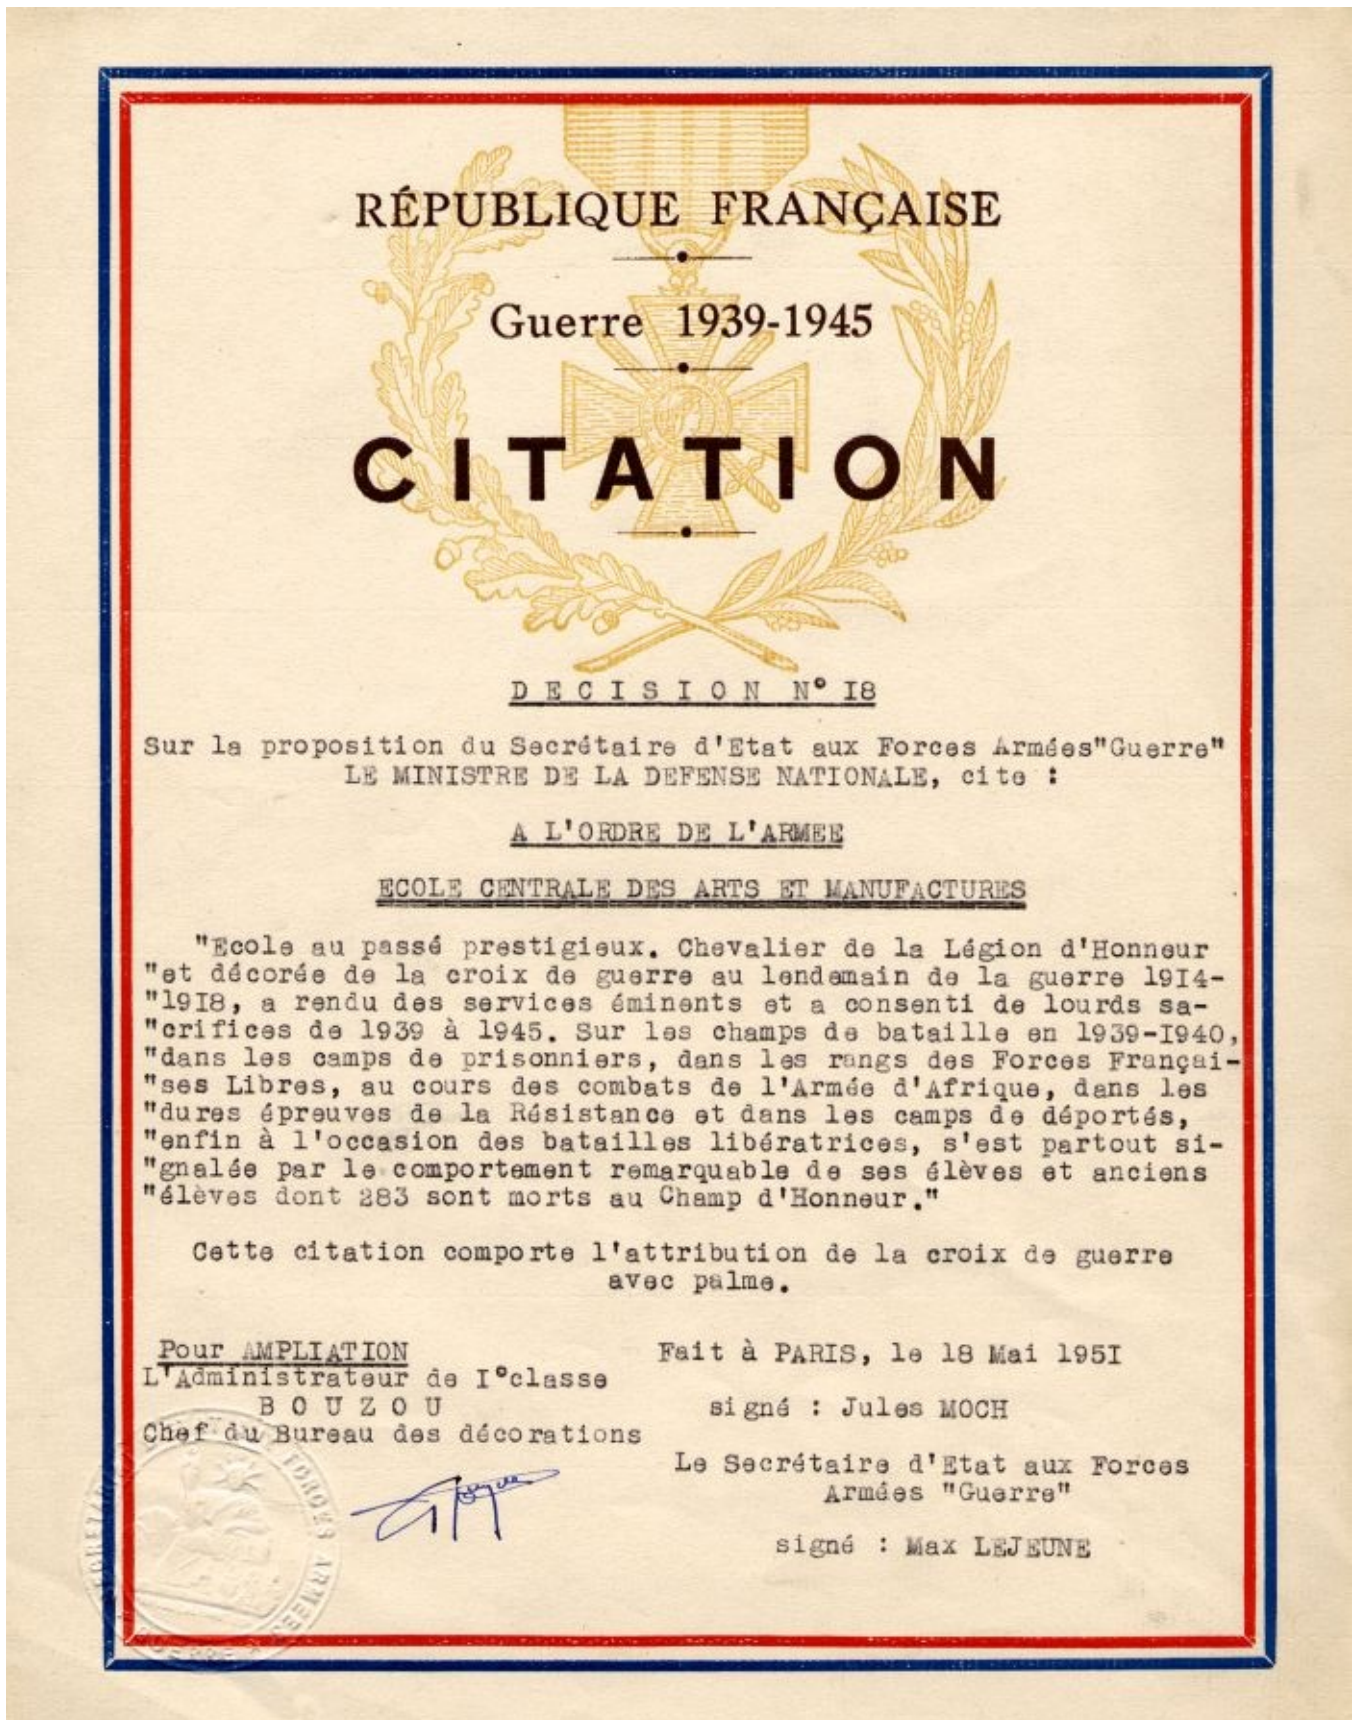 RÉPUBLIQUE FRANÇAISE
Guerre 1939-1945
CITATION
DECISION N° I8
Sur la proposition du Secrétaire d'Etat aux Forces Armées"Guerre"
LE MINISTRE DE LA DEFENSE NATIONALE, cite :
A L'ORDRE DE L'ARMEE
ECOLE CENTRALE DES ARTS ET MANUFACTURES
"Ecole au passé prestigieux. Chevalier de la Légion d'Honneur
"et décorée de la croix de guerre au lendemain de la guerre 19I4-
"19I8, a rendu des services éminents et a consenti de lourds sa-
"crifices de 1939 à 1945. Sur les champs de bataille en 1939-I940,
"dans les camps de prisonniers, dans les rangs des Forces Françai-
"ses Libres, au cours des combats de l'Armée d'Afrique, dans les
"dures épreuves de la Résistance et dans les camps de déportés,
"enfin à l'occasion des batailles libératrices, s'est partout si-
"gnalée par le comportement remarquable de ses élèves et anciens
"élèves dont 283 sont morts au Champ d'Honneur."
Cette citation comporte l'attribution de la croix de guerre
avec palme.
Pour AMPLIATION
L'Administrateur de I°classe
BOUZOU
Chef du Bureau des décorations
Fait à PARIS, le 18 Mai 195I
signé : Jules MOCH
Le Secrétaire d'Etat aux Forces
Armées "Guerre"
signé : Max LEJEUNE
FORCES ARMEES